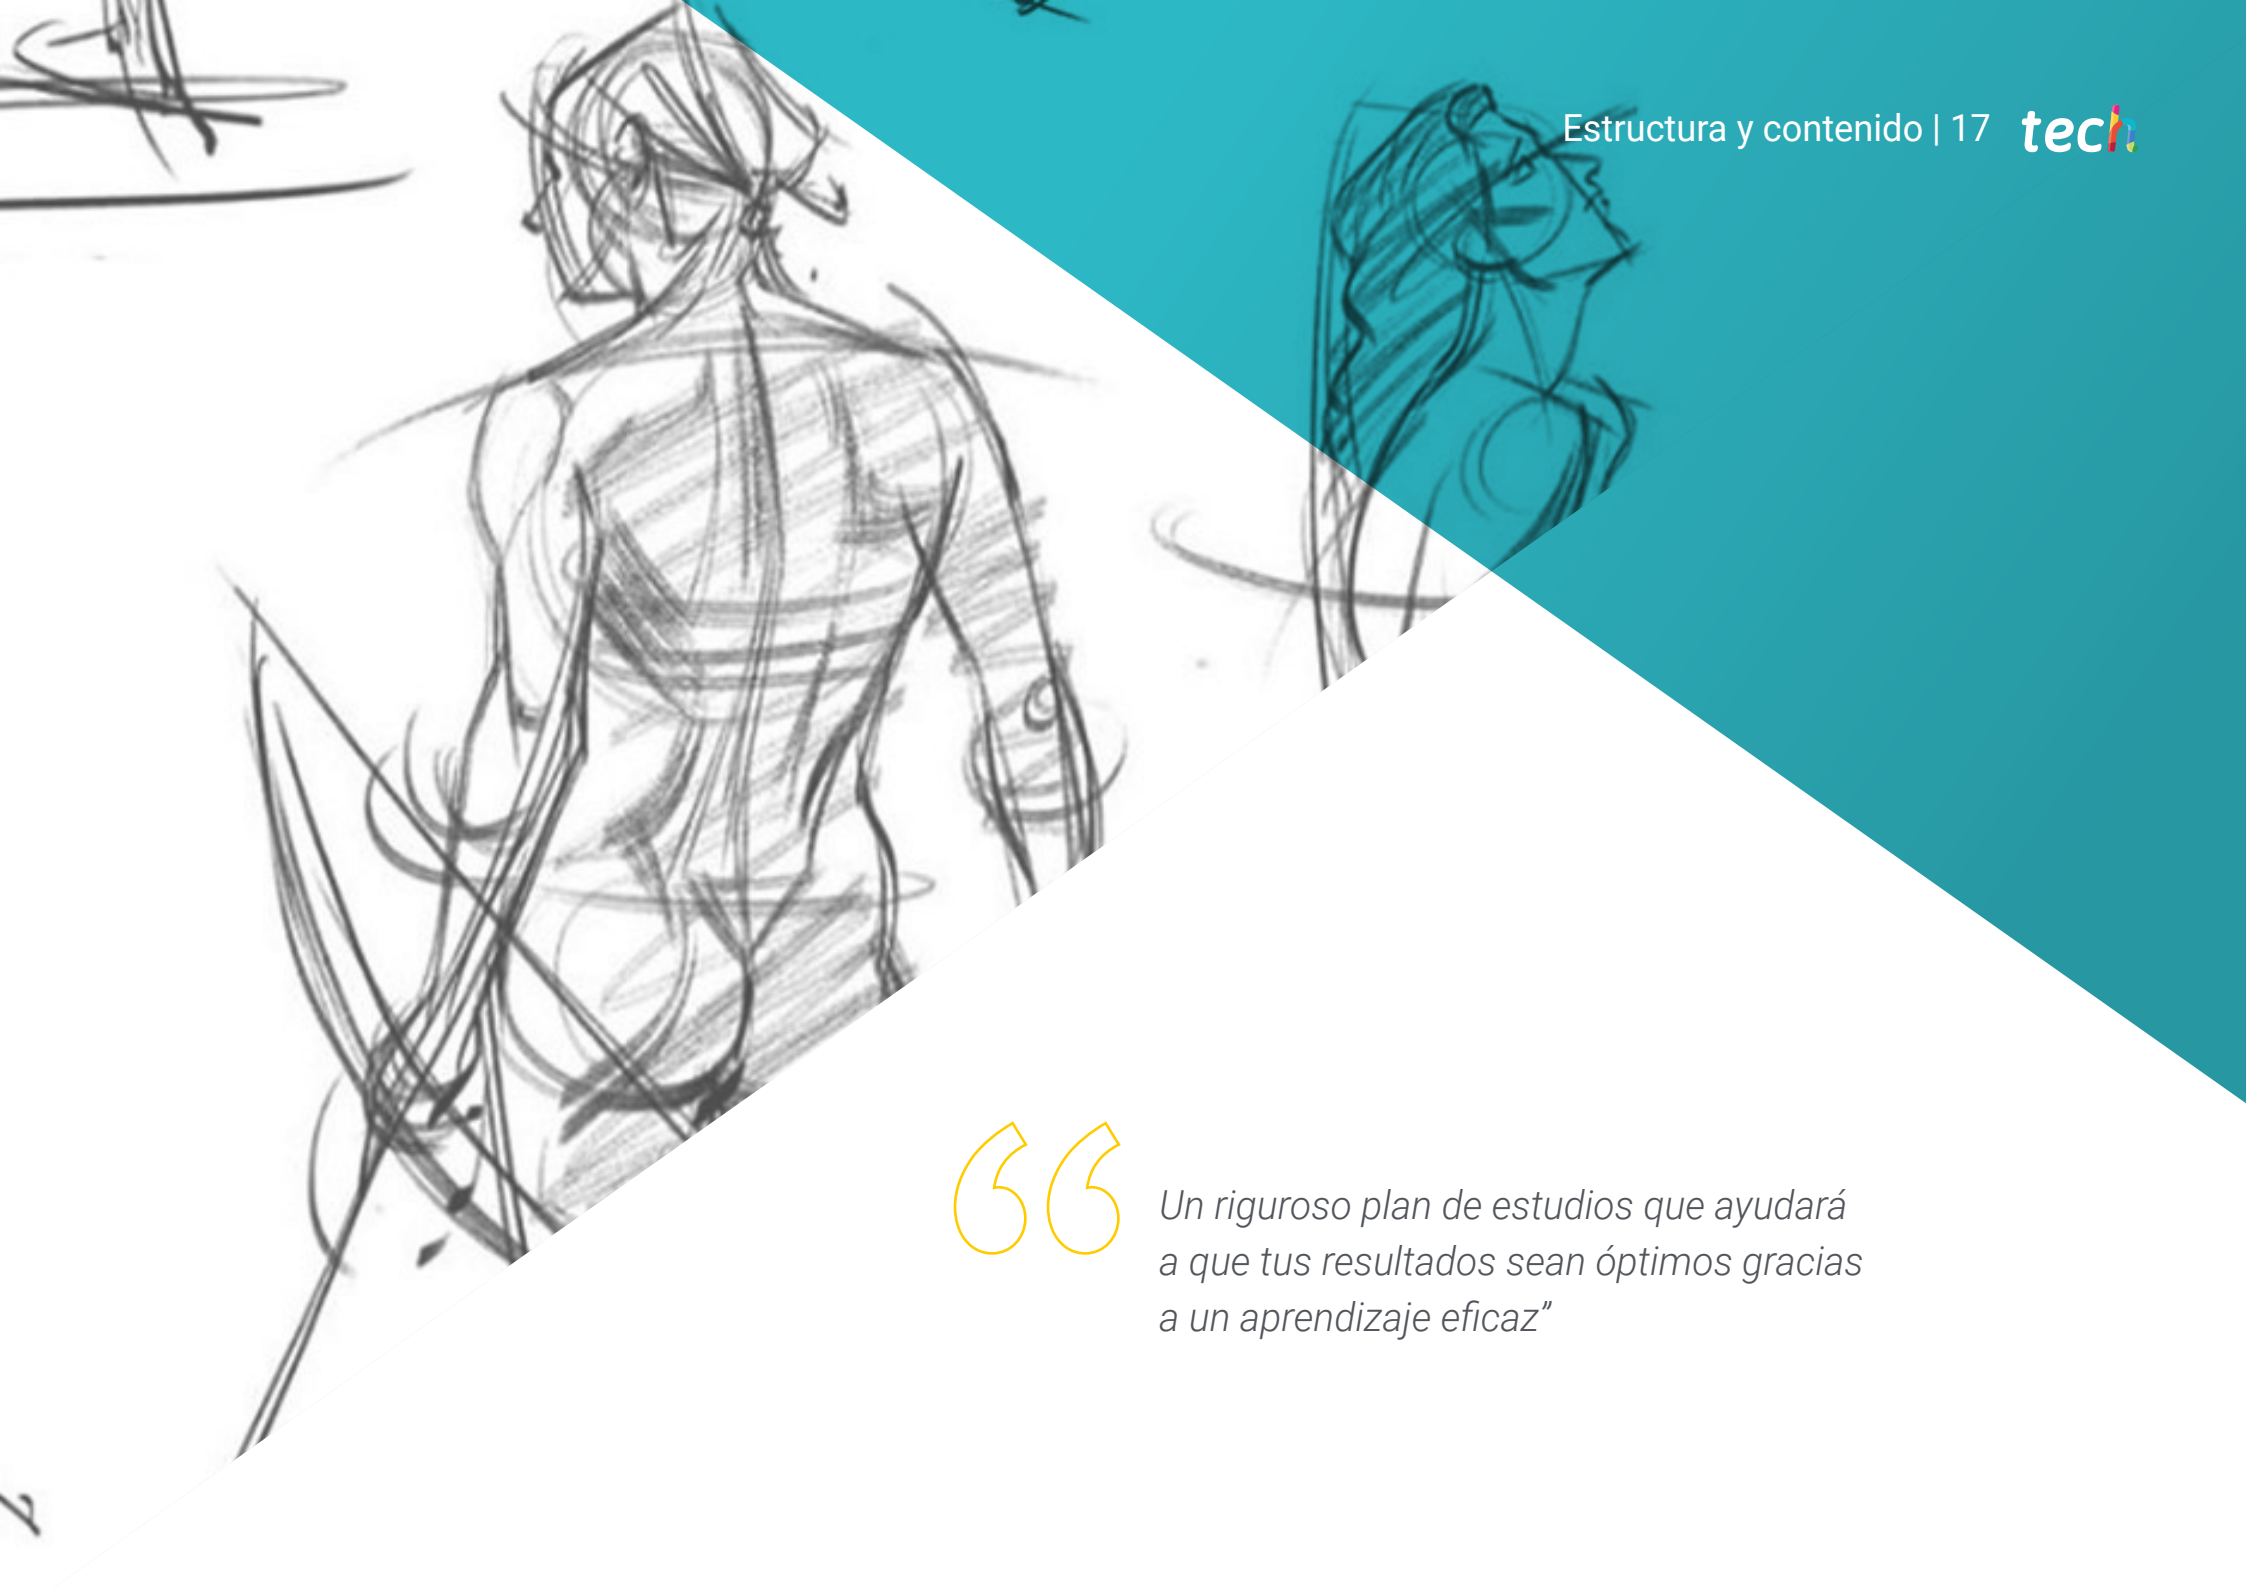 Estructura y contenido | 17 tech
“Un riguroso plan de estudios que ayudará
a que tus resultados sean óptimos gracias
a un aprendizaje eficaz”